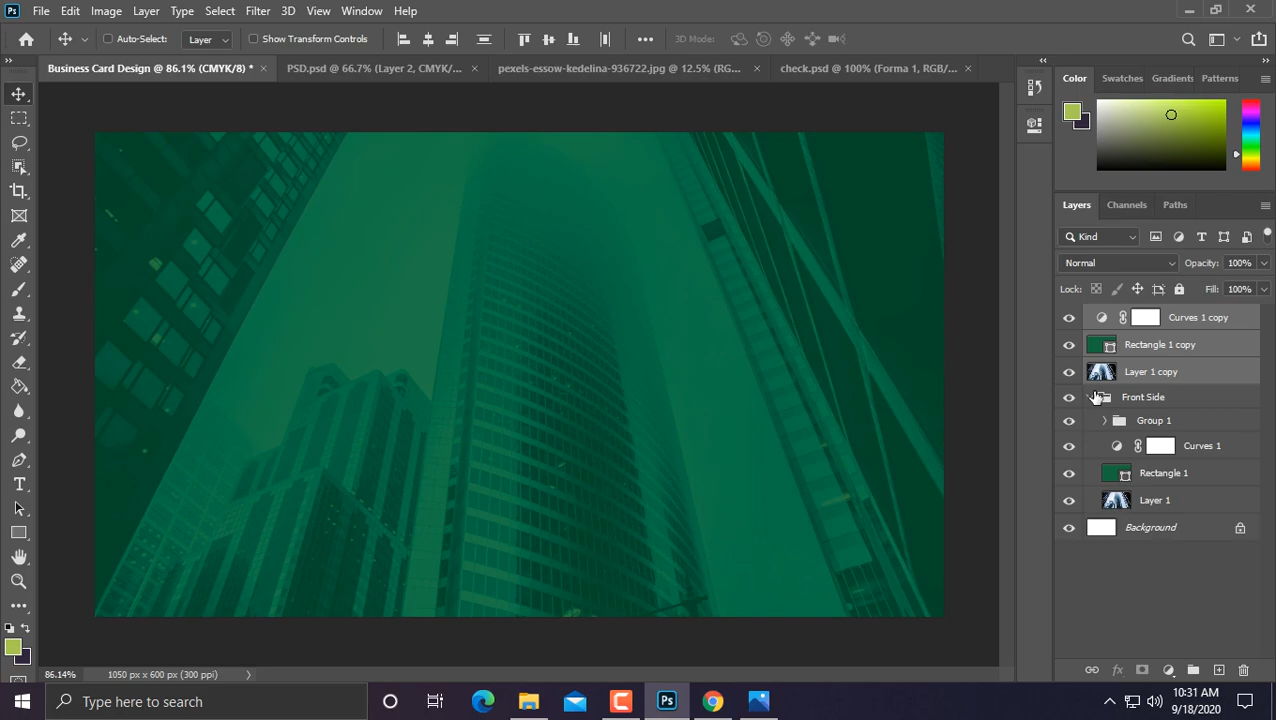 Ps File Edit Image Layer Type Select Filter 3D View Window Help
Auto-Select: Layer Show Transform Controls 3D Mode:
Business Card Design @ 86.1% (CMYK/8) * PSD.psd @ 66.7% (Layer 2, CMYK/... pexels-essow-kedelina-936722.jpg @ 12.5% (RG... check.psd @ 100% (Forma 1, RGB/...
Color Swatches Gradients Patterns
Layers Channels Paths
Kind
Normal Opacity: 100%
Lock: Fill: 100%
Curves 1 copy
Rectangle 1 copy
Layer 1 copy
Front Side
Group 1
Curves 1
Rectangle 1
Layer 1
Background
86.14% 1050 px x 600 px (300 ppi)
Type here to search
Ps
10:31 AM
9/18/2020